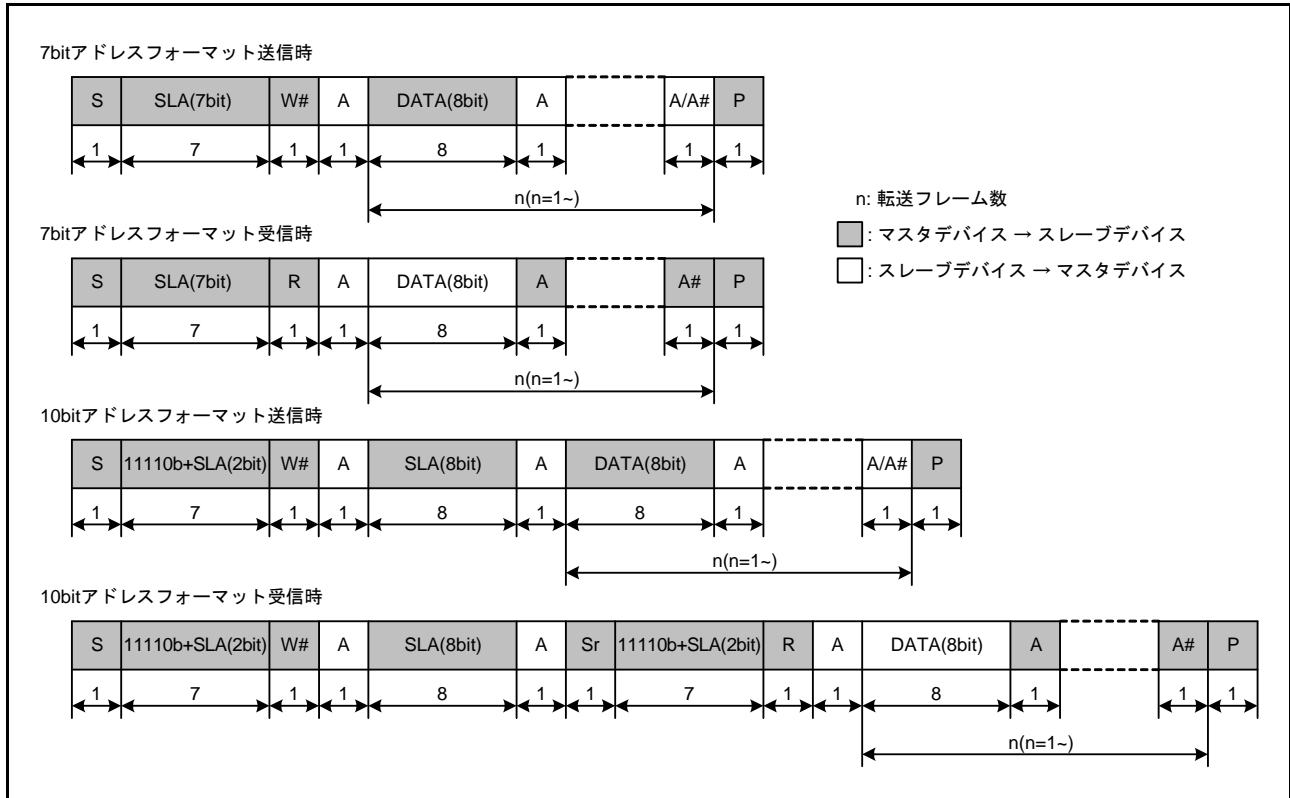 7bitアドレスフォーマット送信時
S SLA(7bit) W# A DATA(8bit) A A/A# P
1 7 1 1 8 1 1 1
n(n=1~)
n: 転送フレーム数
: マスタデバイス → スレーブデバイス
: スレーブデバイス → マスタデバイス
7bitアドレスフォーマット受信時
S SLA(7bit) R A DATA(8bit) A A# P
1 7 1 1 8 1 1 1
n(n=1~)
10bitアドレスフォーマット送信時
S 11110b+SLA(2bit) W# A SLA(8bit) A DATA(8bit) A A/A# P
1 7 1 1 8 1 8 1 1 1
n(n=1~)
10bitアドレスフォーマット受信時
S 11110b+SLA(2bit) W# A SLA(8bit) A Sr 11110b+SLA(2bit) R A DATA(8bit) A A# P
1 7 1 1 8 1 1 7 1 1 8 1 1 1
n(n=1~)